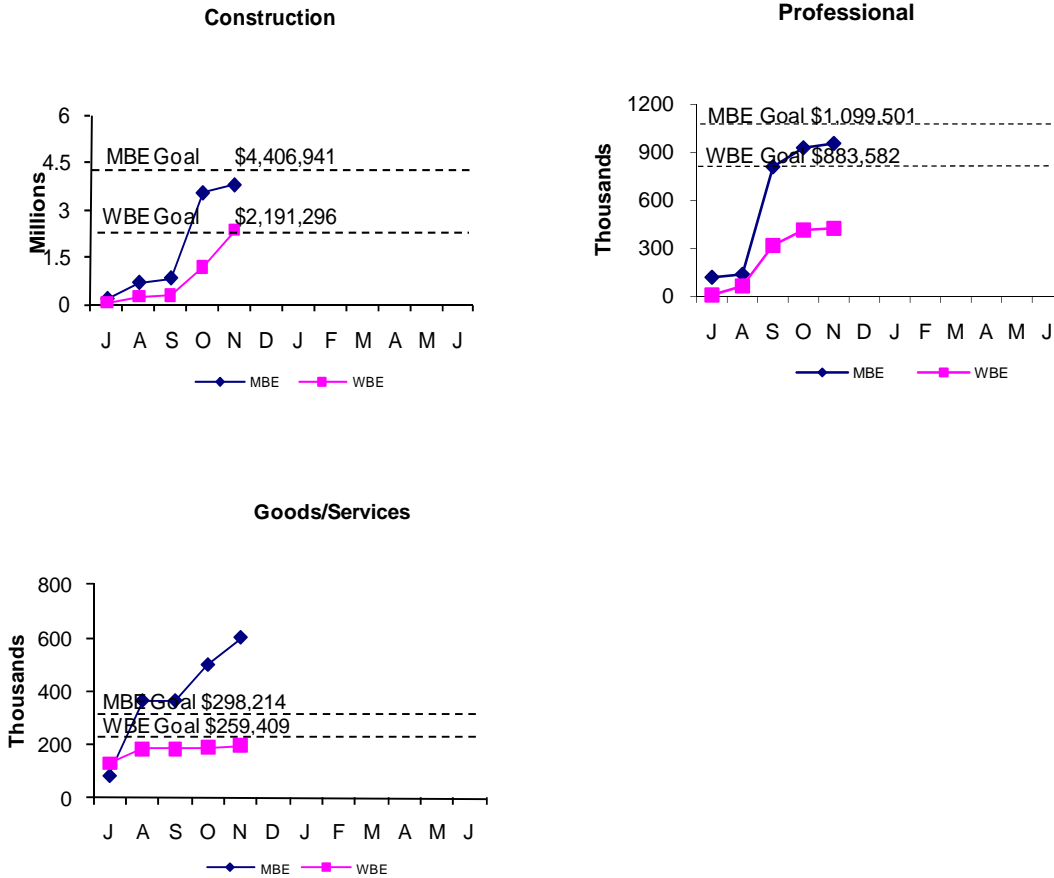 Construction
Millions
6
4.5
3
1.5
0
MBE Goal $4,406,941
WBE Goal $2,191,296
J A S O N D J F M A M J
MBE WBE
Professional
Thousands
1200
900
600
300
0
MBE Goal $1,099,501
WBE Goal $883,582
J A S O N D J F M A M J
MBE WBE
Goods/Services
Thousands
800
600
400
200
0
MBE Goal $298,214
WBE Goal $259,409
J A S O N D J F M A M J
MBE WBE